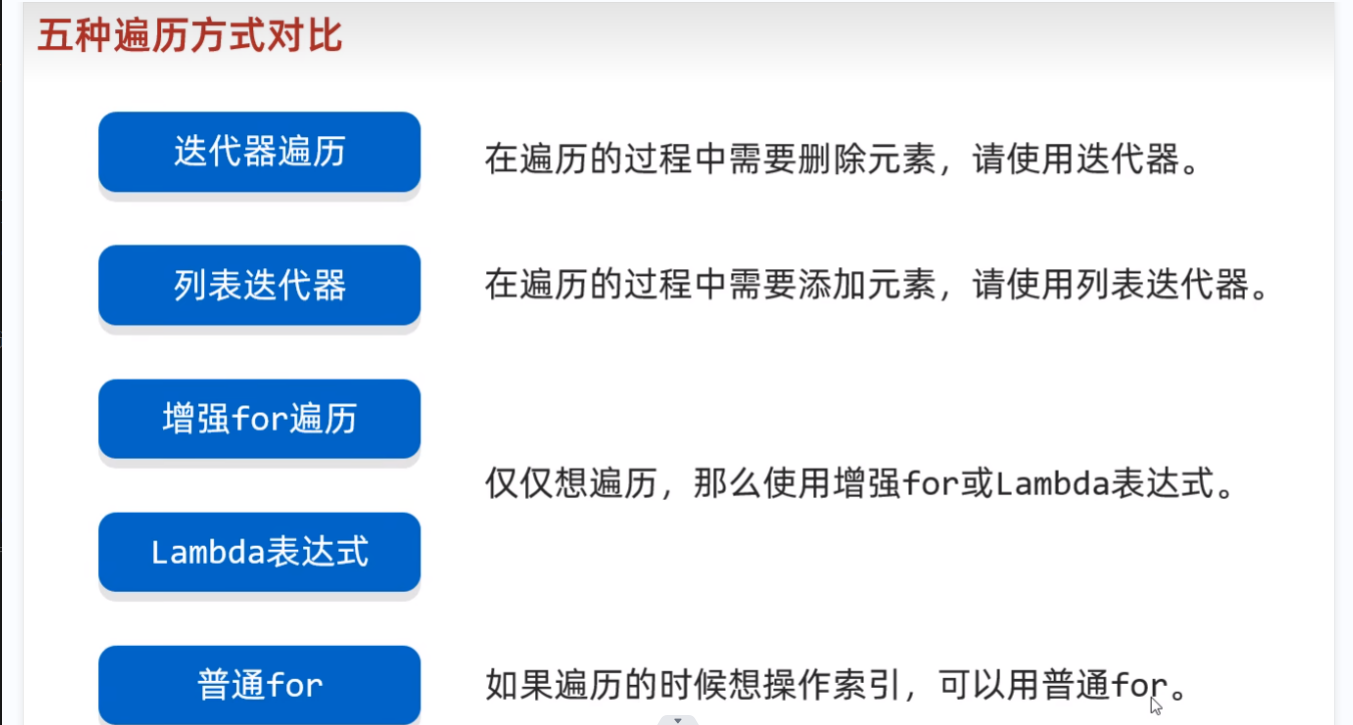 五种遍历方式对比
迭代器遍历
在遍历的过程中需要删除元素，请使用迭代器。
列表迭代器
在遍历的过程中需要添加元素，请使用列表迭代器。
增强for遍历
仅仅想遍历，那么使用增强for或Lambda表达式。
Lambda表达式
普通for
如果遍历的时候想操作索引，可以用普通for。